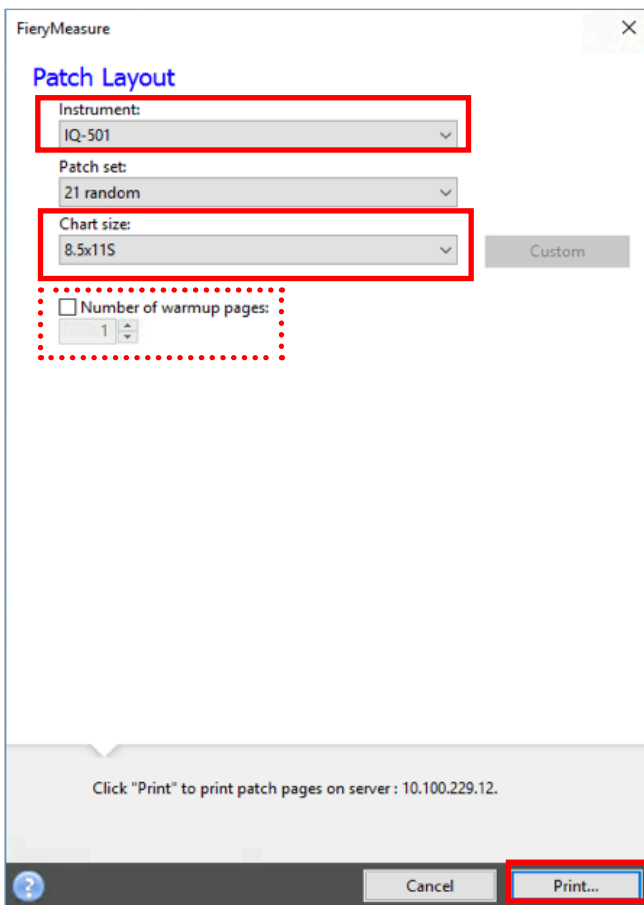 FieryMeasure
Patch Layout
Instrument:
IQ-501
Patch set:
21 random
Chart size:
8.5x11S
Custom
Number of warmup pages:
1
Click "Print" to print patch pages on server : 10.100.229.12.
?
Cancel
Print...